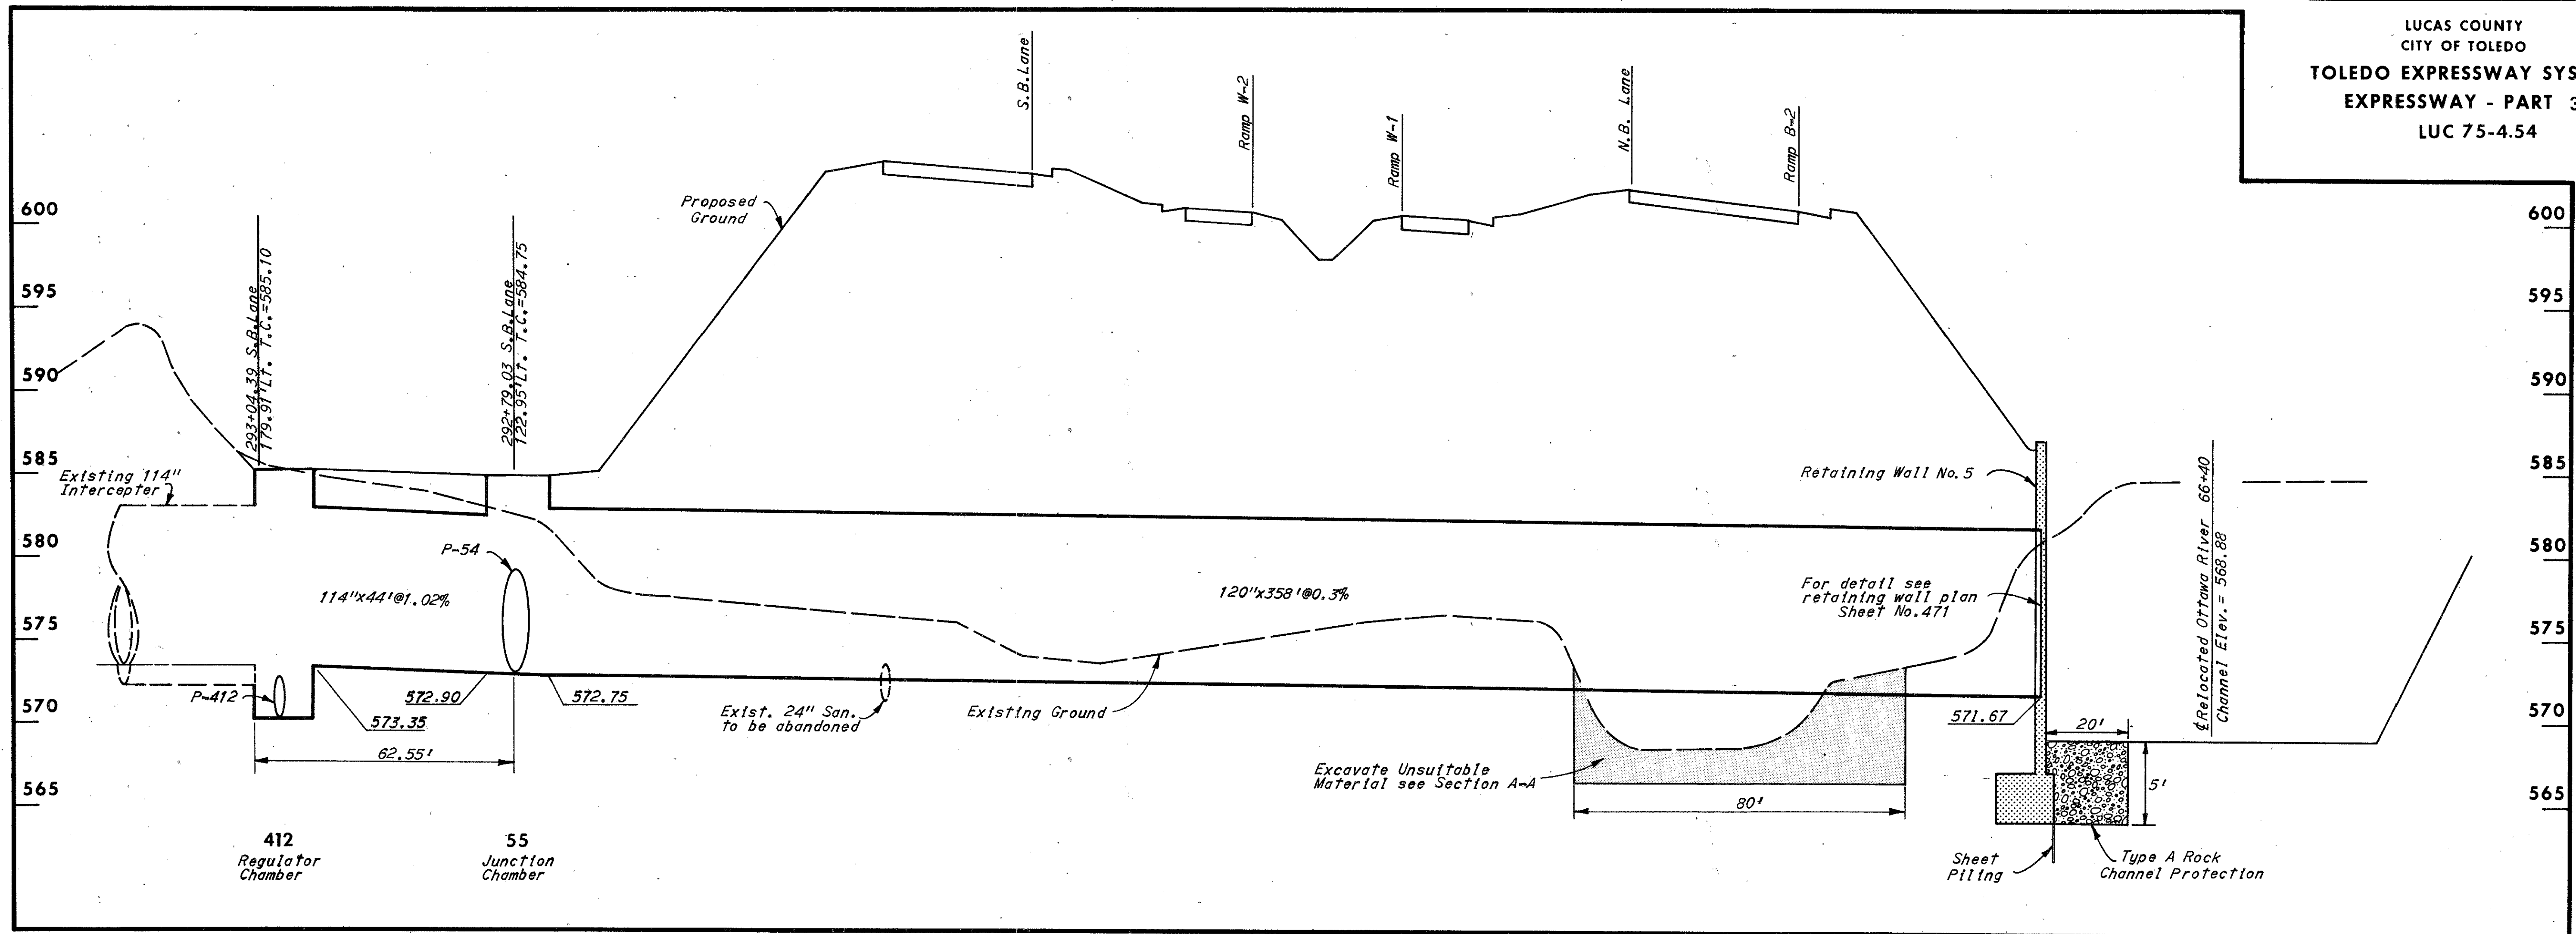 LUCAS COUNTY
CITY OF TOLEDO
TOLEDO EXPRESSWAY SYS
EXPRESSWAY - PART 3
LUC 75-4.54
S.B.Lane
Ramp W-2
Ramp W-1
N.B. Lane
Ramp B-2
Proposed
Ground
600
595
590
585
580
575
570
565
600
595
590
585
580
575
570
565
293+04.39 S.B.Lane
179.91'Lt. T.C.=585.10
292+79.03 S.B.Lane
122.95'Lt. T.C.=584.75
Existing 114"
Intercepter
P-54
114"x44'@1.02%
120"x358'@0.3%
Retaining Wall No.5
For detail see
retaining wall plan
Sheet No.471
℄Relocated Ottawa River 66+40
Channel Elev.= 568.88
P-412
572.90
573.35
572.75
62.55'
Exist. 24" San.
to be abandoned
Existing Ground
571.67
20'
5'
Excavate Unsuitable
Material see Section A-A
80'
412
Regulator
Chamber
55
Junction
Chamber
Sheet
Piling
Type A Rock
Channel Protection